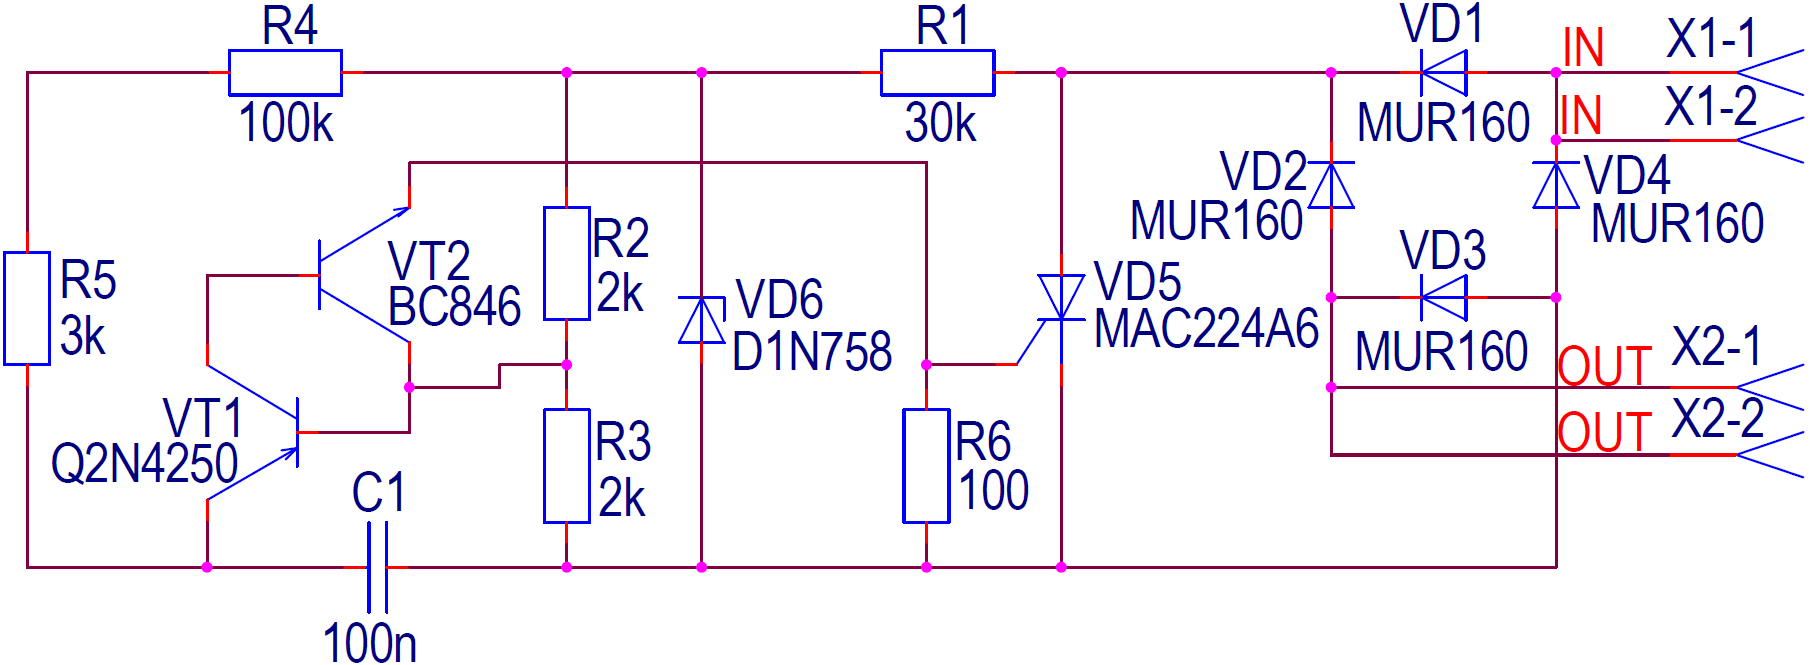 R4
100k
R1
30k
VD1
MUR160
IN
X1-1
IN
X1-2
VD2
MUR160
VD4
MUR160
R5
3k
VT2
BC846
R2
2k
VD6
D1N758
VD5
MAC224A6
VD3
MUR160
OUT
X2-1
OUT
X2-2
VT1
Q2N4250
C1
100n
R3
2k
R6
100